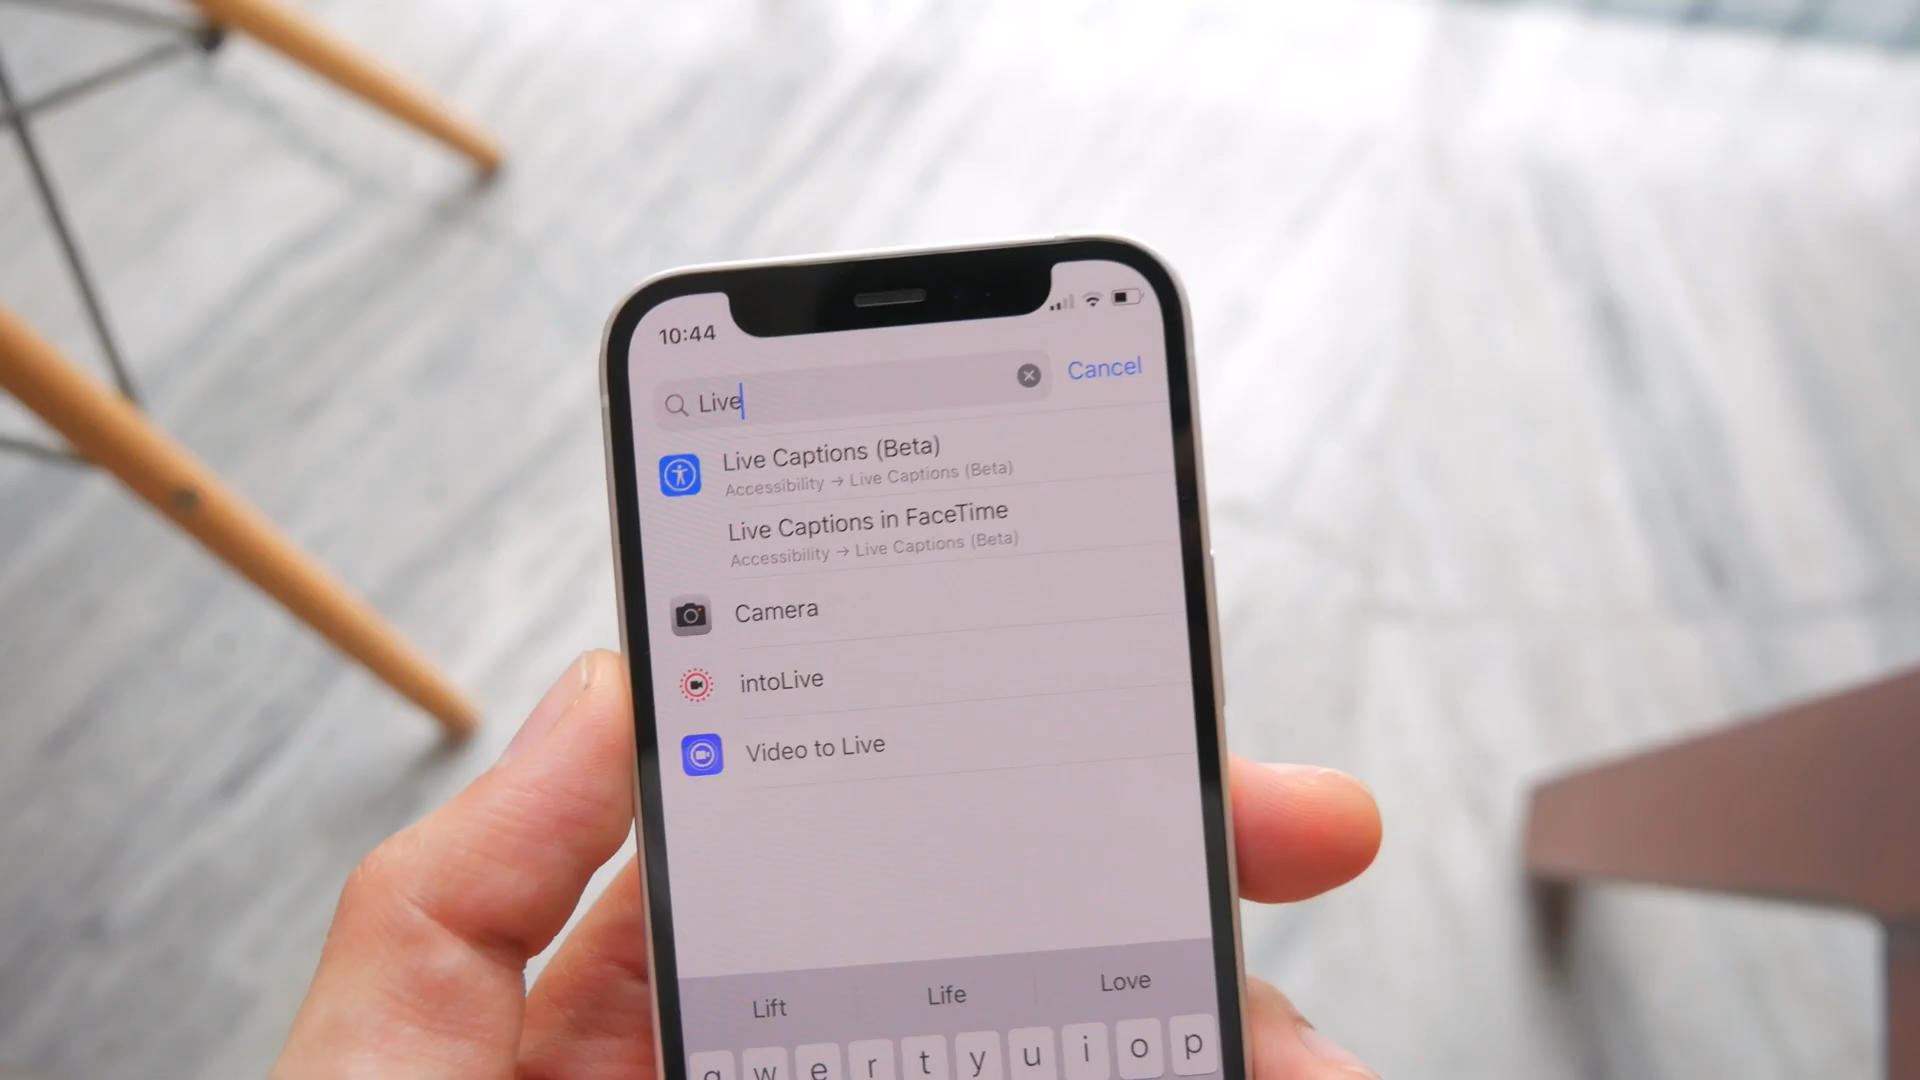 10:44
Live
Cancel
Live Captions (Beta)
Accessibility → Live Captions (Beta)
Live Captions in FaceTime
Accessibility → Live Captions (Beta)
Camera
intoLive
Video to Live
Lift Life Love
q w e r t y u i o p